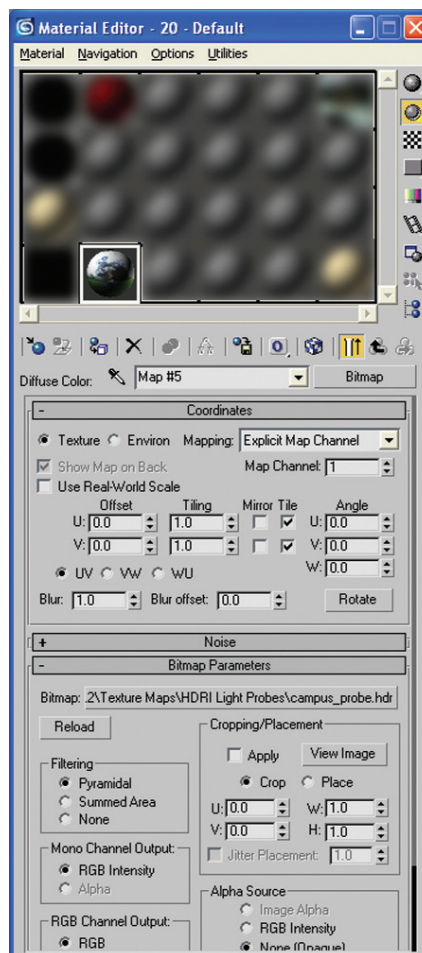 Material Editor - 20 - Default
Material Navigation Options Utilities
Diffuse Color: Map #5 Bitmap
- Coordinates
Texture Environ Mapping: Explicit Map Channel
Show Map on Back Map Channel: 1
Use Real-World Scale
Offset Tiling Mirror Tile Angle
U: 0.0 1.0 U: 0.0
V: 0.0 1.0 V: 0.0
W: 0.0
UV VW WU
Blur: 1.0 Blur offset: 0.0 Rotate
+ Noise
- Bitmap Parameters
Bitmap: .2\Texture Maps\HDRI Light Probes\campus_probe.hdr
Reload
Cropping/Placement
Apply View Image
Crop Place
U: 0.0 W: 1.0
V: 0.0 H: 1.0
Jitter Placement: 1.0
Filtering
Pyramidal
Summed Area
None
Mono Channel Output:
RGB Intensity
Alpha
Alpha Source
Image Alpha
RGB Intensity
None (Opaque)
RGB Channel Output:
RGB